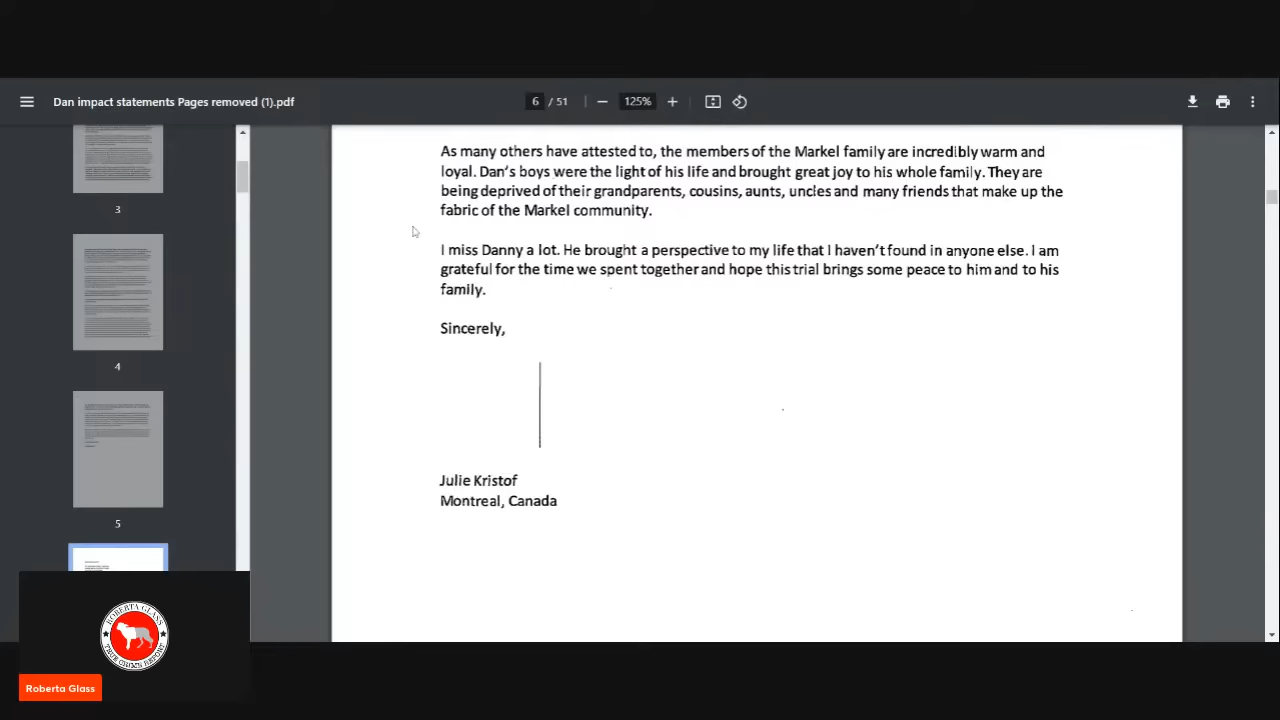 Dan impact statements Pages removed (1).pdf
6 / 51
125%
3
4
5
As many others have attested to, the members of the Markel family are incredibly warm and
loyal. Dan's boys were the light of his life and brought great joy to his whole family. They are
being deprived of their grandparents, cousins, aunts, uncles and many friends that make up the
fabric of the Markel community.
I miss Danny a lot. He brought a perspective to my life that I haven't found in anyone else. I am
grateful for the time we spent together and hope this trial brings some peace to him and to his
family.
Sincerely,
Julie Kristof
Montreal, Canada
ROBERTA GLASS
TRUE CRIME REPORT
Roberta Glass